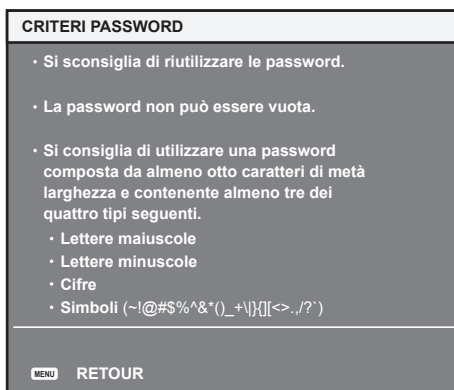 CRITERI PASSWORD
• Si sconsiglia di riutilizzare le password.
• La password non può essere vuota.
• Si consiglia di utilizzare una password
composta da almeno otto caratteri di metà
larghezza e contenente almeno tre dei
quattro tipi seguenti.
• Lettere maiuscole
• Lettere minuscole
• Cifre
• Simboli (~!@#$%^&*()_+\|}{][<>.,/?`)
MENU RETOUR